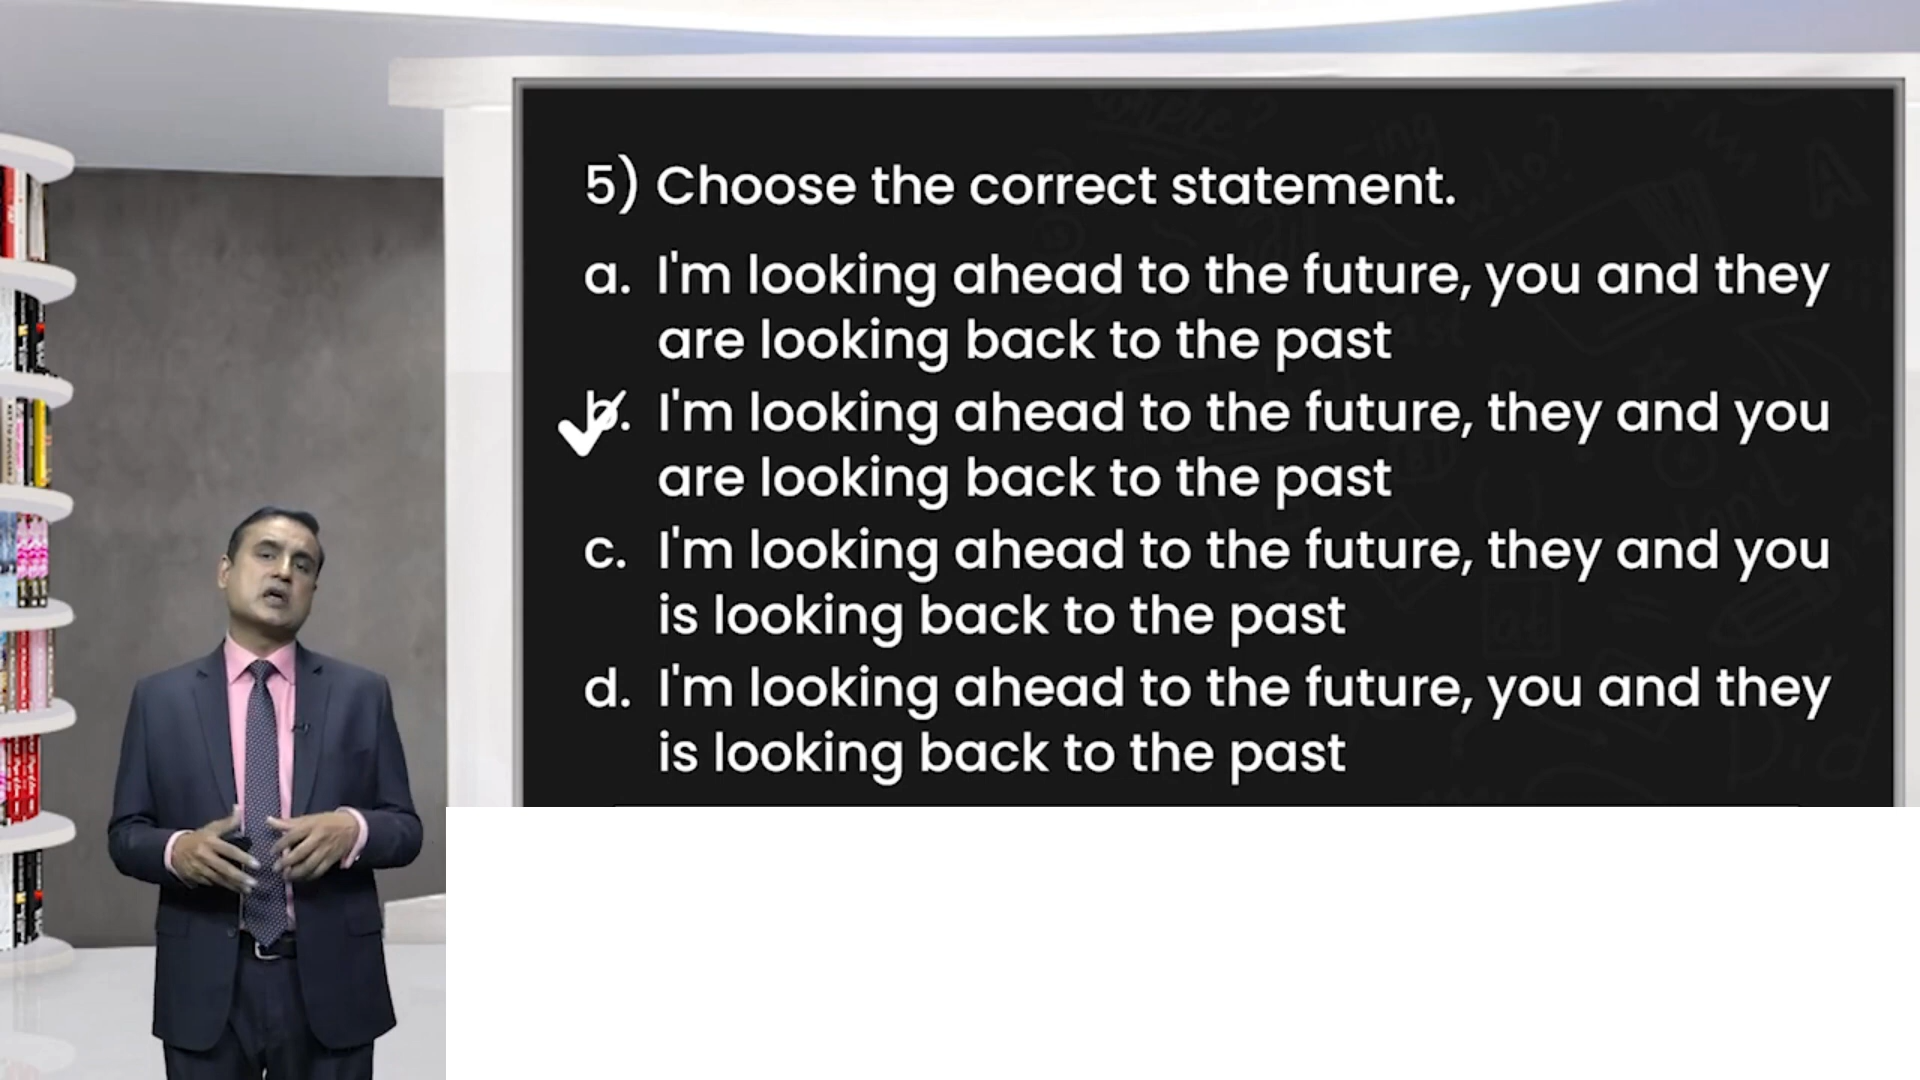 5) Choose the correct statement.
a. I'm looking ahead to the future, you and they
are looking back to the past
b. I'm looking ahead to the future, they and you
are looking back to the past
c. I'm looking ahead to the future, they and you
is looking back to the past
d. I'm looking ahead to the future, you and they
is looking back to the past